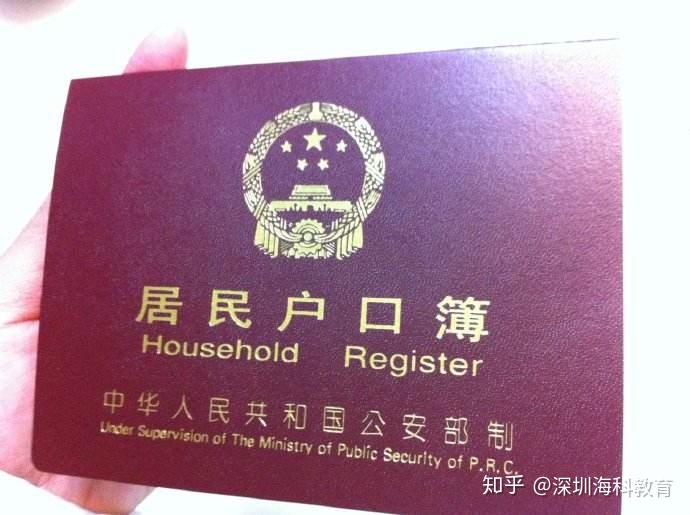 居民户口簿
Household Register
中华人民共和国公安部制
Under Supervision of The Ministry of Public Security of P.R.C.
知乎 @深圳海科教育